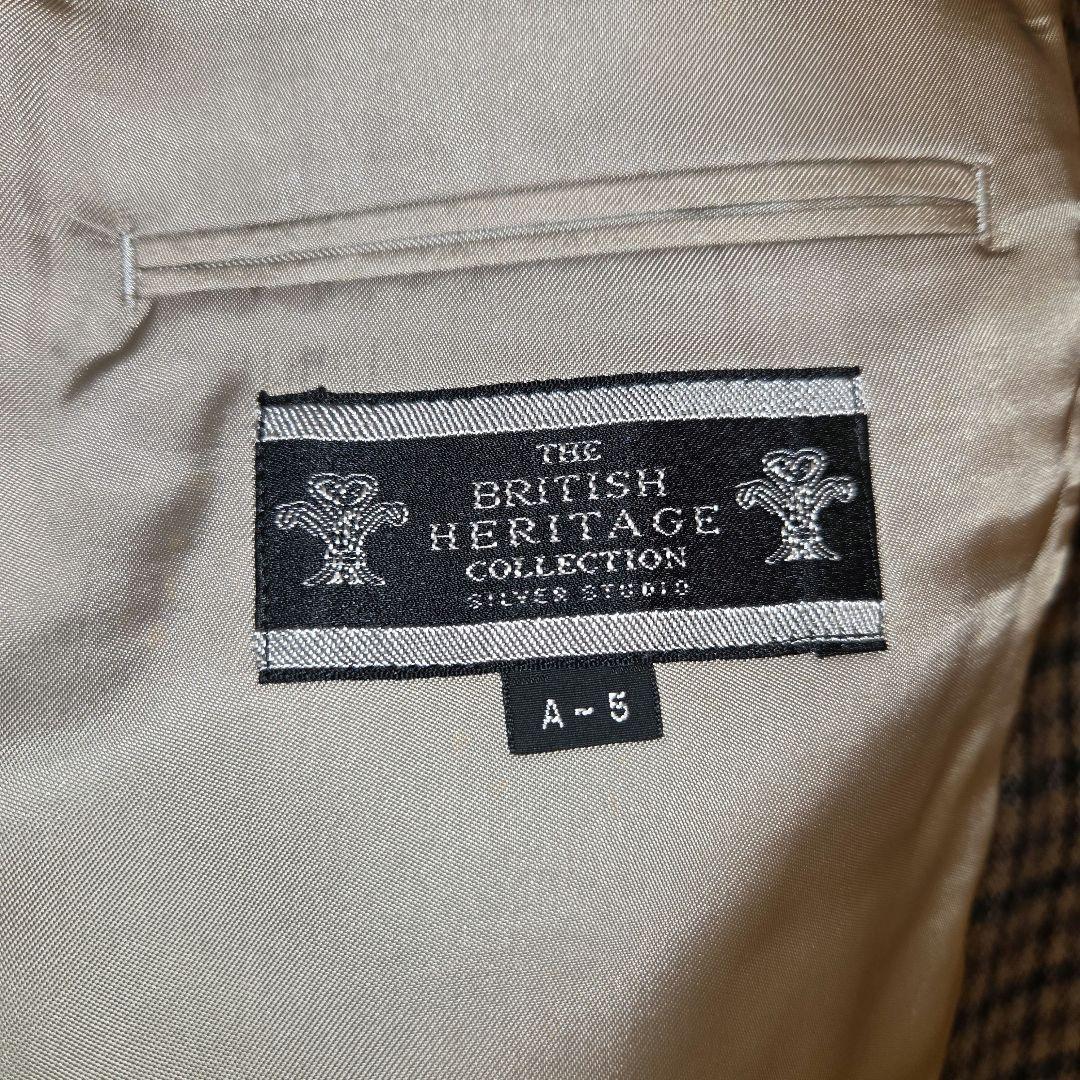 THE
BRITISH
HERITAGE
COLLECTION
SILVER STUDIO
A~5